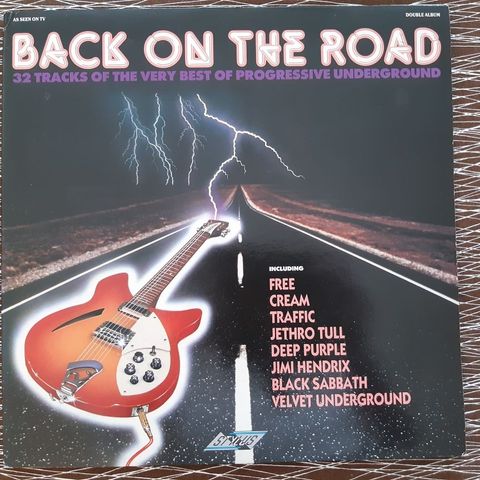 AS SEEN ON TV
DOUBLE ALBUM
BACK ON THE ROAD
32 TRACKS OF THE VERY BEST OF PROGRESSIVE UNDERGROUND
INCLUDING
FREE
CREAM
TRAFFIC
JETHRO TULL
DEEP PURPLE
JIMI HENDRIX
BLACK SABBATH
VELVET UNDERGROUND
STYLUS